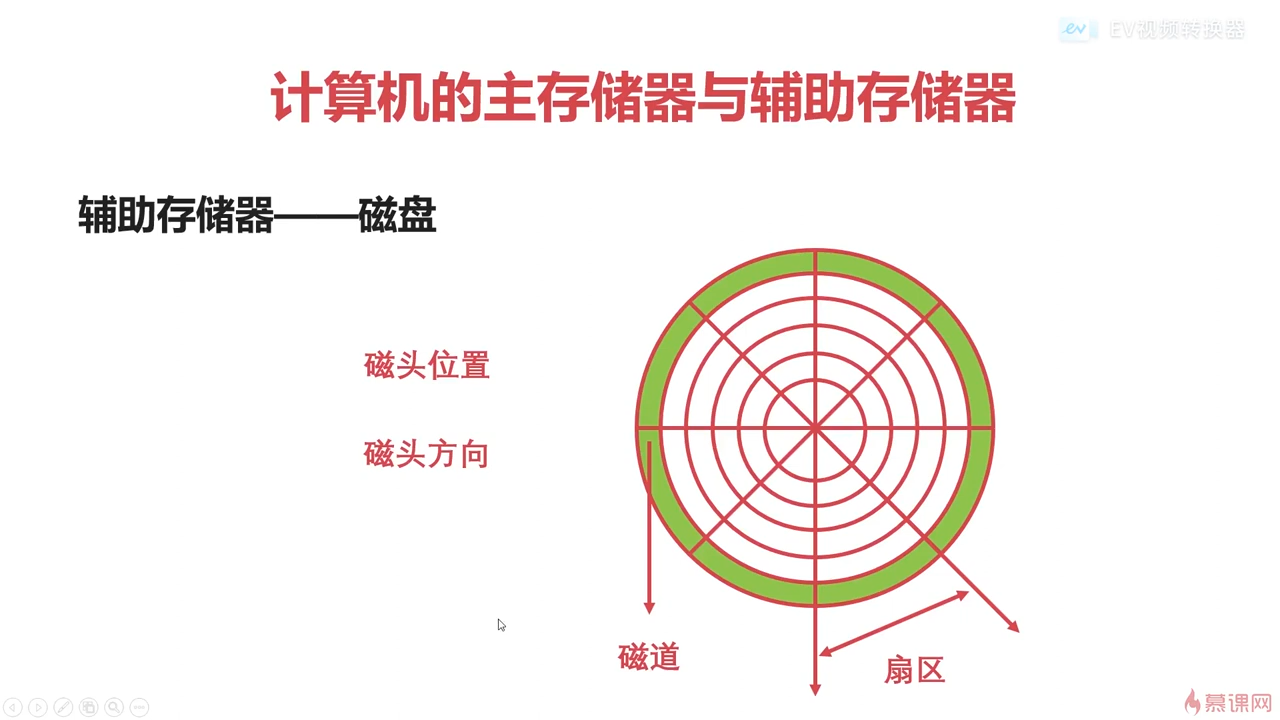 EV视频转换器
计算机的主存储器与辅助存储器
辅助存储器——磁盘
磁头位置
磁头方向
磁道
扇区
慕课网